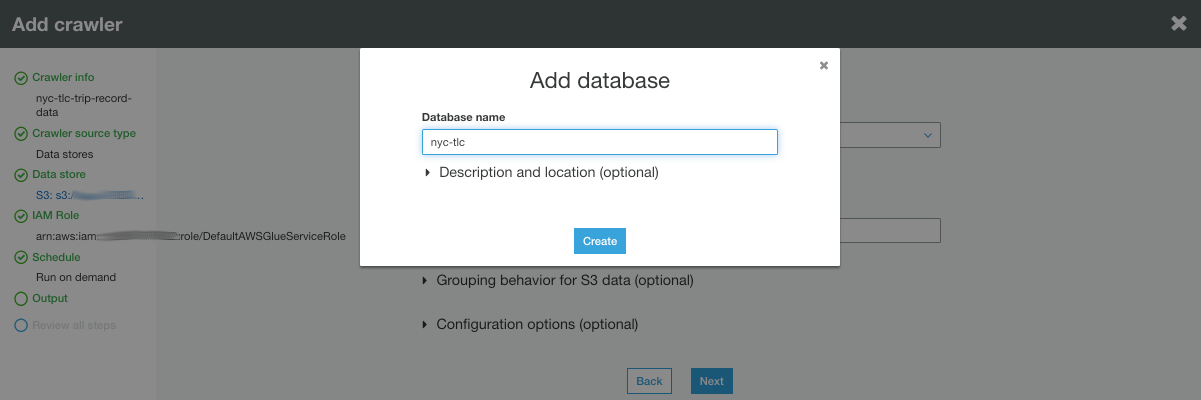 Add crawler
Crawler info
nyc-tlc-trip-record-
data
Crawler source type
Data stores
Data store
S3: s3:/ ...
IAM Role
arn:aws:iam: :role/DefaultAWSGlueServiceRole
Schedule
Run on demand
Output
Review all steps
Add database
Database name
nyc-tlc
Description and location (optional)
Create
Grouping behavior for S3 data (optional)
Configuration options (optional)
Back
Next